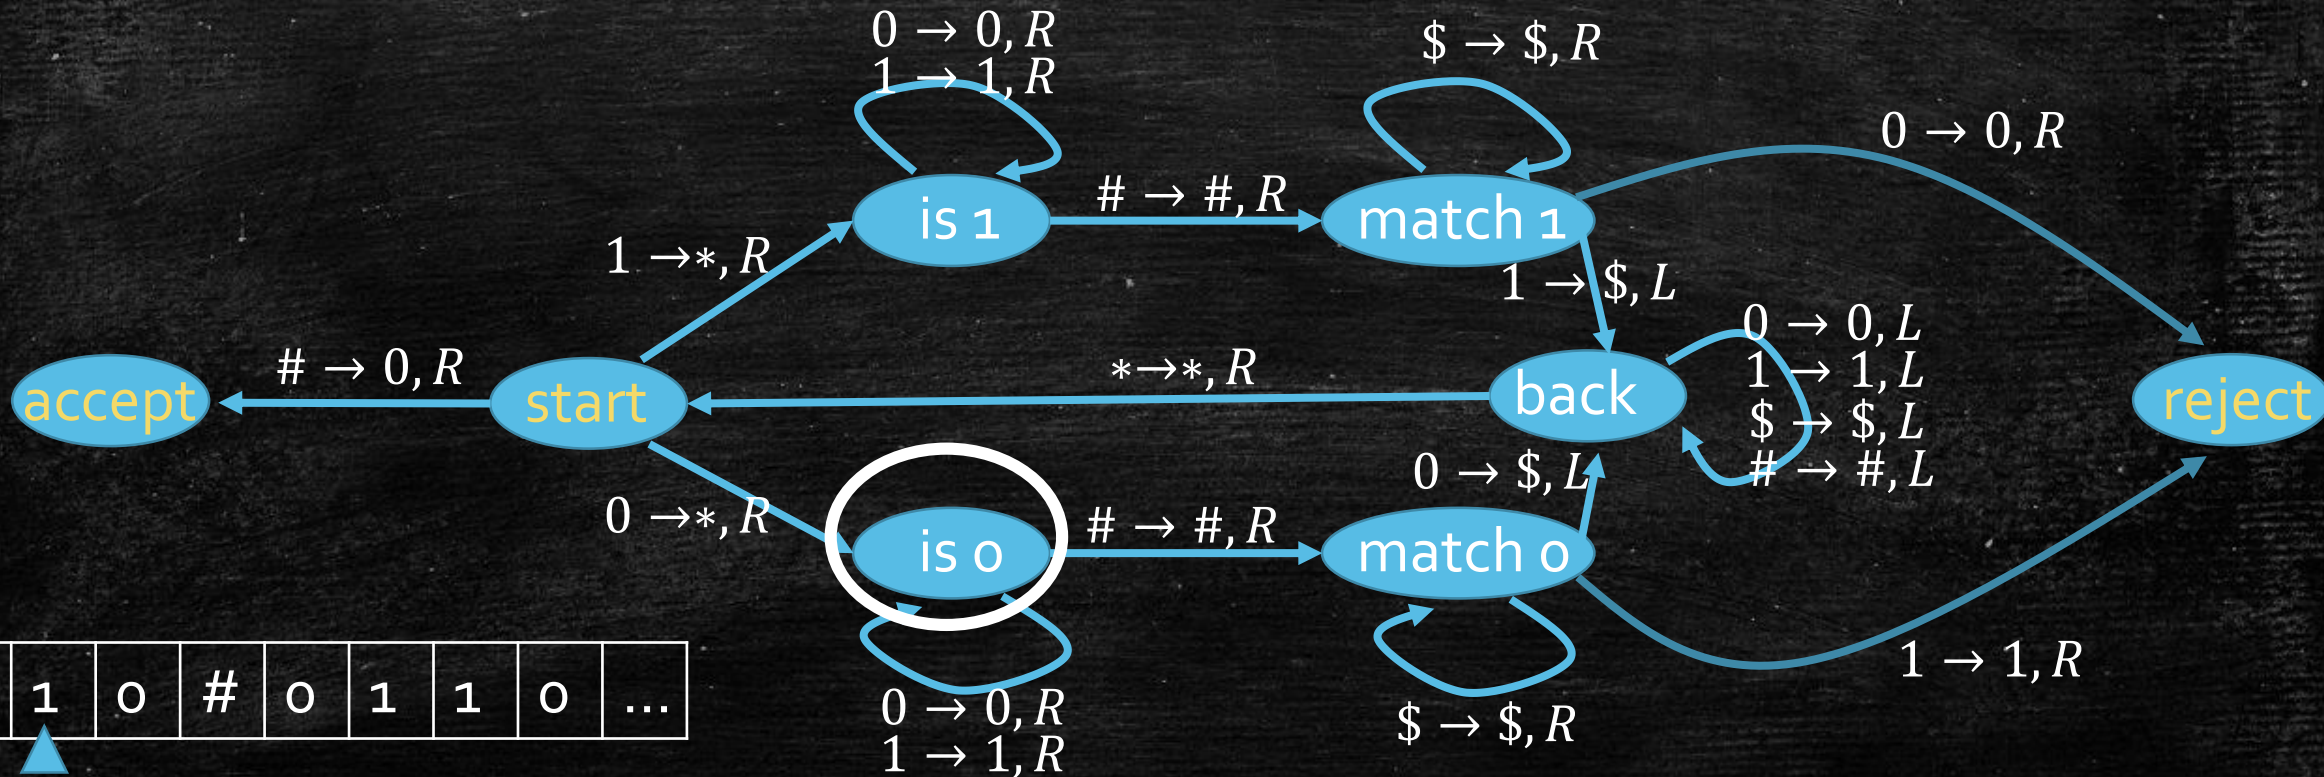 0 → 0, R
1 → 1, R
$ → $, R
0 → 0, R
is 1
# → #, R
match 1
1 →*, R
1 → $, L
0 → 0, L
1 → 1, L
$ → $, L
# → #, L
accept
# → 0, R
start
*→*, R
back
reject
0 →*, R
0 → $, L
is 0
# → #, R
match 0
1 → 1, R
1 0 # 0 1 1 0 ...
0 → 0, R
1 → 1, R
$ → $, R